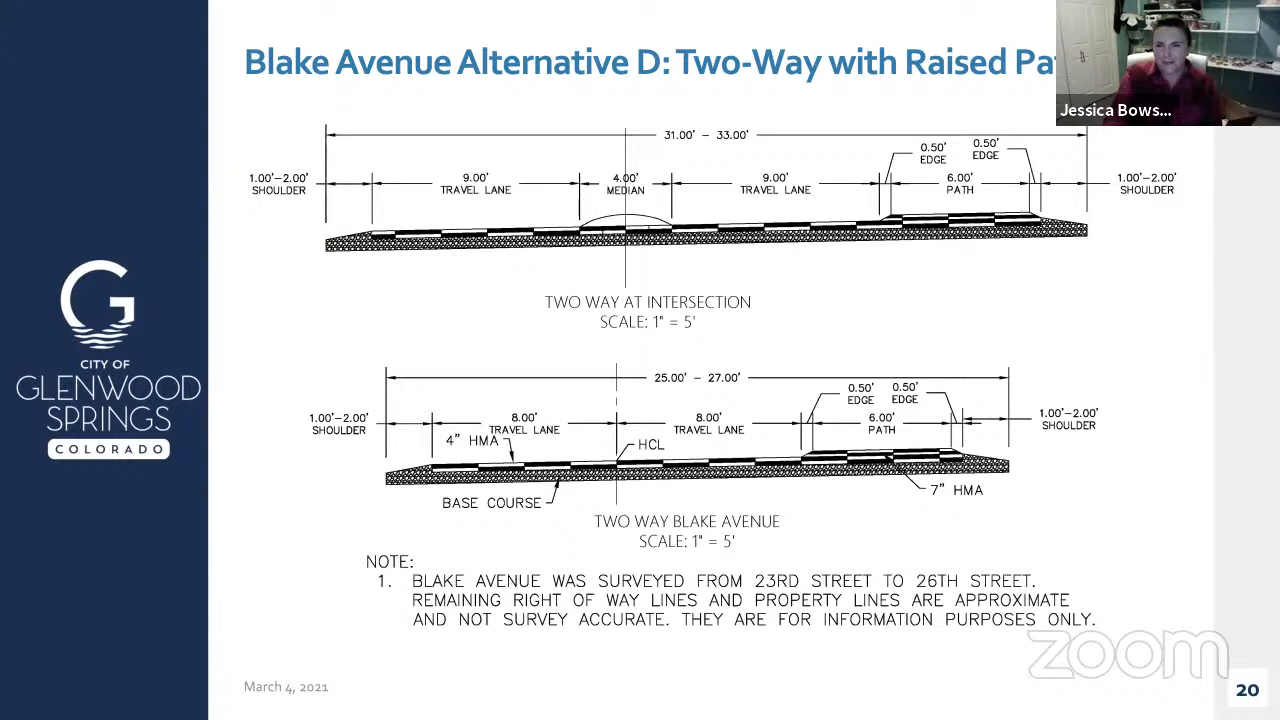 Blake Avenue Alternative D: Two-Way with Raised
Jessica Bows...
31.00' – 33.00'
0.50'
EDGE
0.50'
EDGE
1.00'–2.00'
SHOULDER
9.00'
TRAVEL LANE
4.00'
MEDIAN
9.00'
TRAVEL LANE
6.00'
PATH
1.00'–2.00'
SHOULDER
TWO WAY AT INTERSECTION
SCALE: 1" = 5'
25.00' – 27.00'
0.50'
EDGE
0.50'
EDGE
1.00'–2.00'
SHOULDER
8.00'
TRAVEL LANE
8.00'
TRAVEL LANE
6.00'
PATH
1.00'–2.00'
SHOULDER
4" HMA
HCL
BASE COURSE
7" HMA
TWO WAY BLAKE AVENUE
SCALE: 1" = 5'
NOTE:
1. BLAKE AVENUE WAS SURVEYED FROM 23RD STREET TO 26TH STREET.
REMAINING RIGHT OF WAY LINES AND PROPERTY LINES ARE APPROXIMATE
AND NOT SURVEY ACCURATE. THEY ARE FOR INFORMATION PURPOSES ONLY.
G
CITY OF
GLENWOOD
SPRINGS
COLORADO
zoom
March 4, 2021
20